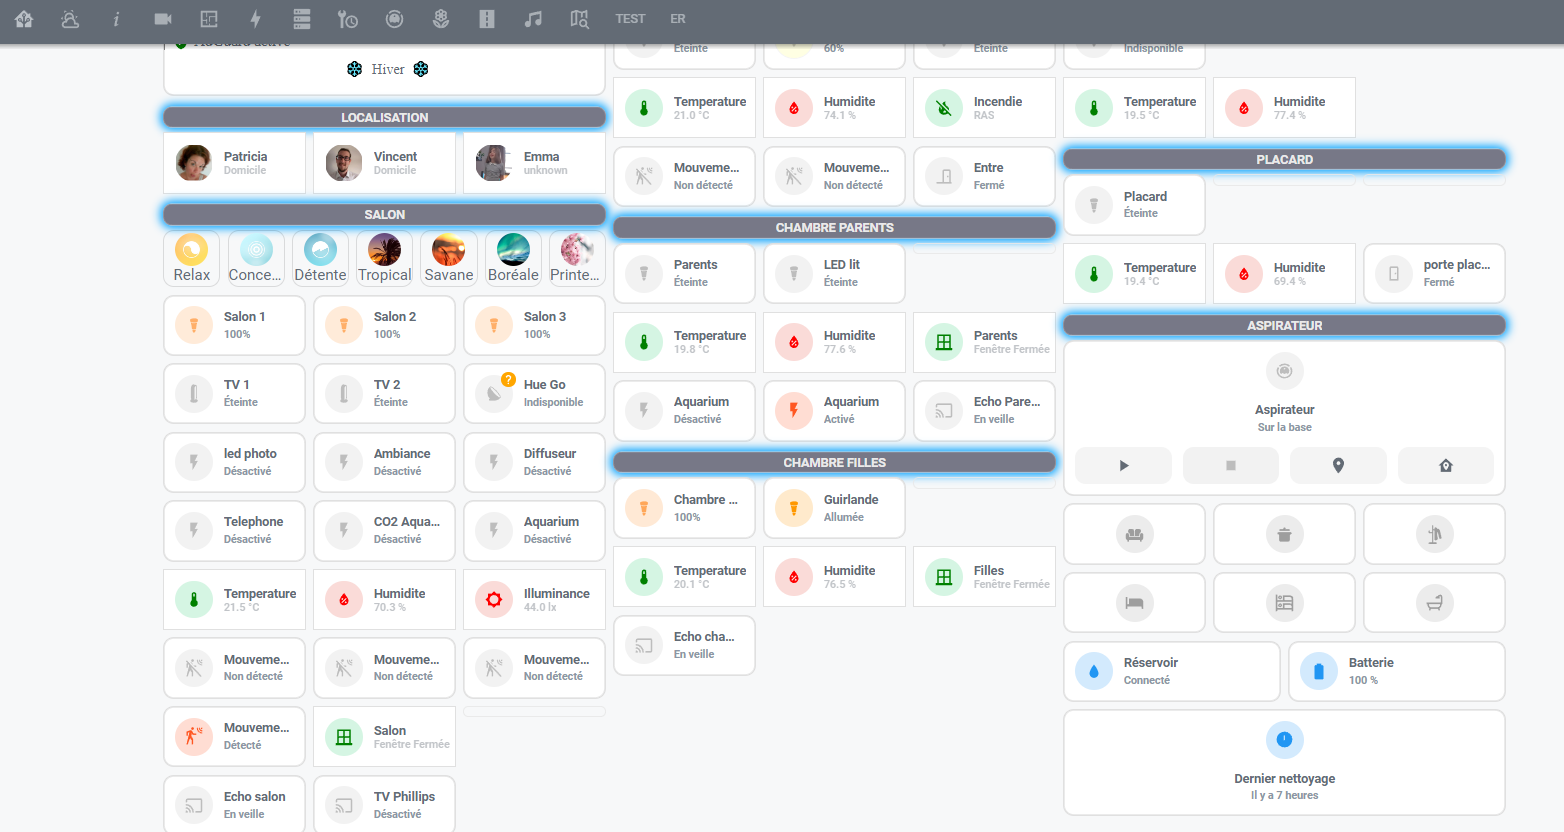 TEST
ER
AdGuard activé
Hiver
LOCALISATION
Patricia
Domicile
Vincent
Domicile
Emma
unknown
SALON
Relax
Conce...
Détente
Tropical
Savane
Boréale
Printe...
Salon 1
100%
Salon 2
100%
Salon 3
100%
TV 1
Éteinte
TV 2
Éteinte
?
Hue Go
Indisponible
led photo
Désactivé
Ambiance
Désactivé
Diffuseur
Désactivé
Telephone
Désactivé
CO2 Aqua...
Désactivé
Aquarium
Désactivé
Temperature
21.5 °C
Humidite
70.3 %
Illuminance
44.0 lx
Mouveme...
Non détecté
Mouveme...
Non détecté
Mouveme...
Non détecté
Mouveme...
Détecté
Salon
Fenêtre Fermée
Echo salon
En veille
TV Phillips
Désactivé
Éteinte
60%
Éteinte
Temperature
21.0 °C
Humidite
74.1 %
Incendie
RAS
Mouveme...
Non détecté
Mouveme...
Non détecté
Entre
Fermé
CHAMBRE PARENTS
Parents
Éteinte
LED lit
Éteinte
Temperature
19.8 °C
Humidite
77.6 %
Parents
Fenêtre Fermée
Aquarium
Désactivé
Aquarium
Activé
Echo Pare...
En veille
CHAMBRE FILLES
Chambre ...
100%
Guirlande
Allumée
Temperature
20.1 °C
Humidite
76.5 %
Filles
Fenêtre Fermée
Echo cha...
En veille
Indisponible
Temperature
19.5 °C
Humidite
77.4 %
PLACARD
Placard
Éteinte
Temperature
19.4 °C
Humidite
69.4 %
porte plac...
Fermé
ASPIRATEUR
Aspirateur
Sur la base
Réservoir
Connecté
Batterie
100 %
Dernier nettoyage
Il y a 7 heures